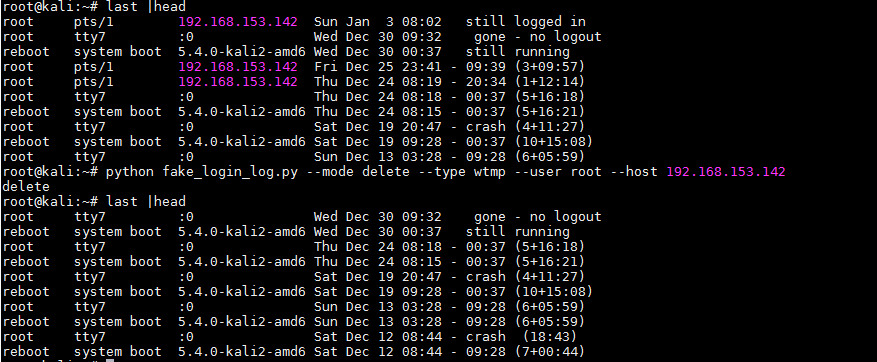 root@kali:~# last |head
root pts/1 192.168.153.142 Sun Jan 3 08:02 still logged in
root tty7 :0 Wed Dec 30 09:32 gone - no logout
reboot system boot 5.4.0-kali2-amd6 Wed Dec 30 00:37 still running
root pts/1 192.168.153.142 Fri Dec 25 23:41 - 09:39 (3+09:57)
root pts/1 192.168.153.142 Thu Dec 24 08:19 - 20:34 (1+12:14)
root tty7 :0 Thu Dec 24 08:18 - 00:37 (5+16:18)
reboot system boot 5.4.0-kali2-amd6 Thu Dec 24 08:15 - 00:37 (5+16:21)
root tty7 :0 Sat Dec 19 20:47 - crash (4+11:27)
reboot system boot 5.4.0-kali2-amd6 Sat Dec 19 09:28 - 00:37 (10+15:08)
root tty7 :0 Sun Dec 13 03:28 - 09:28 (6+05:59)
root@kali:~# python fake_login_log.py --mode delete --type wtmp --user root --host 192.168.153.142
delete
root@kali:~# last |head
root tty7 :0 Wed Dec 30 09:32 gone - no logout
reboot system boot 5.4.0-kali2-amd6 Wed Dec 30 00:37 still running
root tty7 :0 Thu Dec 24 08:18 - 00:37 (5+16:18)
reboot system boot 5.4.0-kali2-amd6 Thu Dec 24 08:15 - 00:37 (5+16:21)
root tty7 :0 Sat Dec 19 20:47 - crash (4+11:27)
reboot system boot 5.4.0-kali2-amd6 Sat Dec 19 09:28 - 00:37 (10+15:08)
root tty7 :0 Sun Dec 13 03:28 - 09:28 (6+05:59)
reboot system boot 5.4.0-kali2-amd6 Sun Dec 13 03:28 - 09:28 (6+05:59)
root tty7 :0 Sat Dec 12 08:44 - crash (18:43)
reboot system boot 5.4.0-kali2-amd6 Sat Dec 12 08:44 - 09:28 (7+00:44)